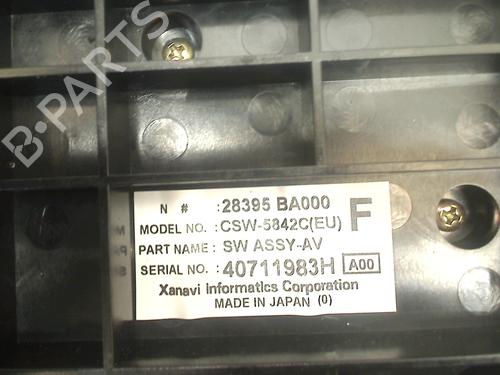 B-PARTS
N # :28395 BA000
F
MODEL NO. :CSW-5842C(EU)
PART NAME : SW ASSY-AV
SERIAL NO. :40711983H A00
Xanavi informatics Corporation
MADE IN JAPAN (0)